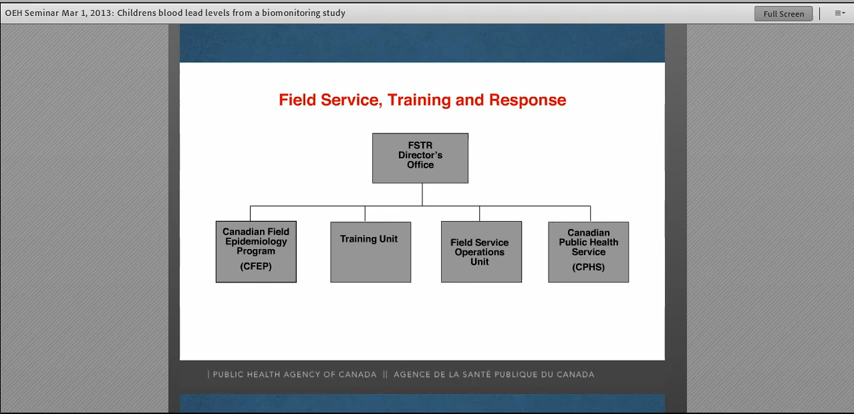 OEH Seminar Mar 1, 2013: Childrens blood lead levels from a biomonitoring study
Full Screen
Field Service, Training and Response
FSTR
Director's
Office
Canadian Field
Epidemiology
Program
(CFEP)
Training Unit
Field Service
Operations
Unit
Canadian
Public Health
Service
(CPHS)
| PUBLIC HEALTH AGENCY OF CANADA || AGENCE DE LA SANTÉ PUBLIQUE DU CANADA